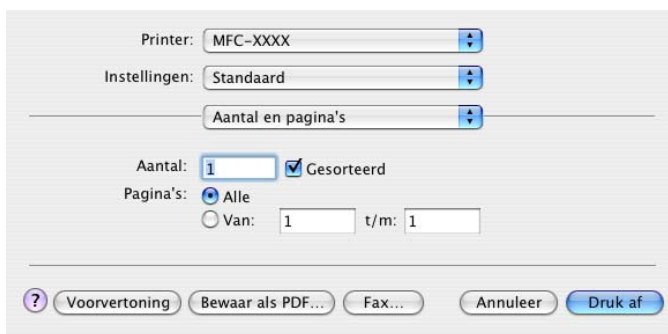 Printer: MFC-XXXX
Instellingen: Standaard
Aantal en pagina's
Aantal: 1 Gesorteerd
Pagina's: Alle
Van: 1 t/m: 1
? Voorvertoning Bewaar als PDF... Fax... Annuleer Druk af